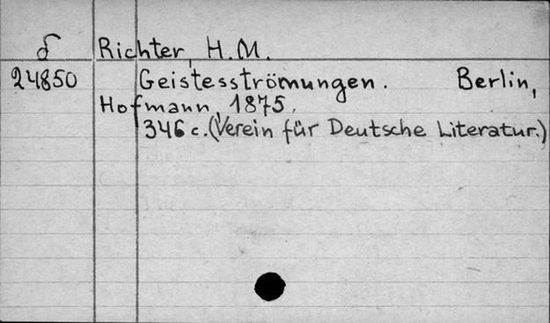 б Richter, H.M.
24850 Geistesströmungen. Berlin,
Hofmann, 1875.
346 c. (Verein für Deutsche Literatur.)